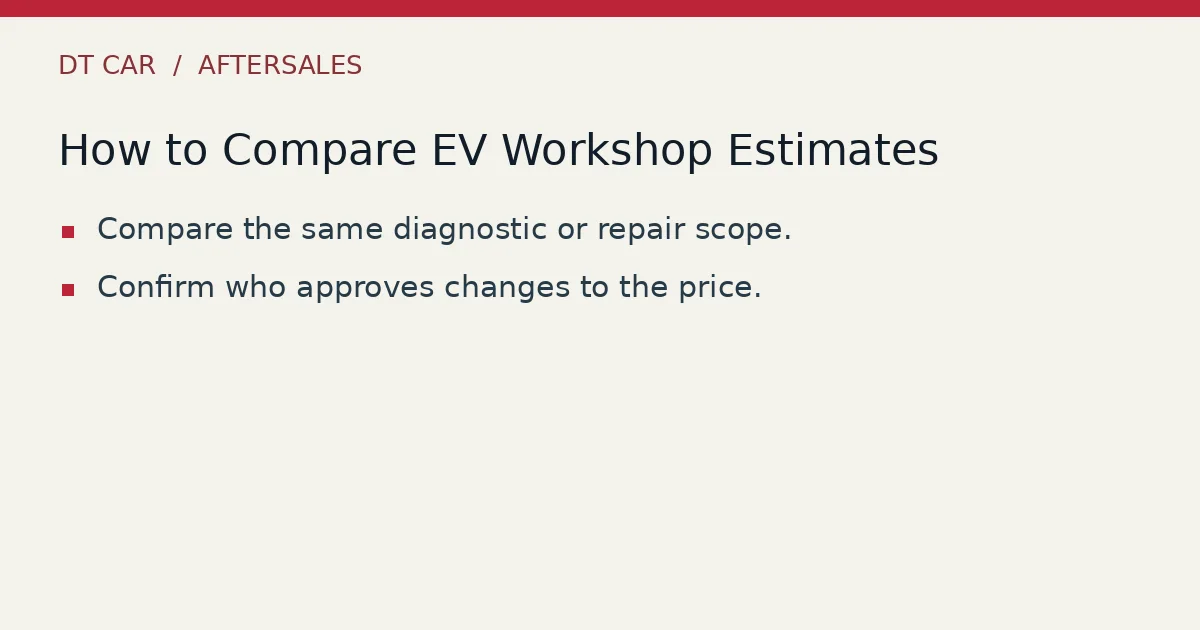 DT CAR / AFTERSALES
How to Compare EV Workshop Estimates
Compare the same diagnostic or repair scope.
Confirm who approves changes to the price.